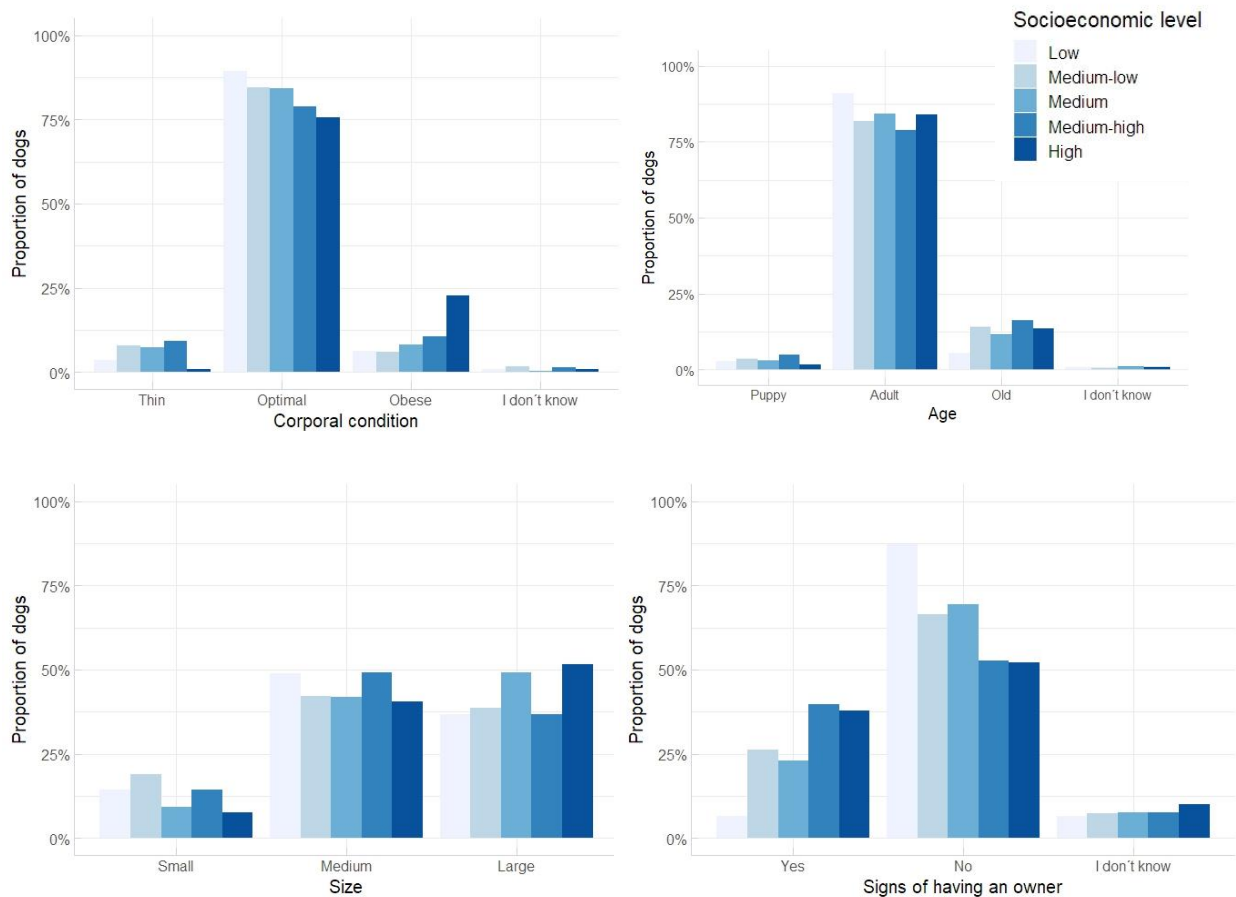 100%
75%
50%
25%
0%
Proportion of dogs
Thin
Optimal
Obese
I don´t know
Corporal condition
Socioeconomic level
Low
Medium-low
Medium
Medium-high
High
100%
75%
50%
25%
0%
Proportion of dogs
Puppy
Adult
Old
I don´t know
Age
100%
75%
50%
25%
0%
Proportion of dogs
Small
Medium
Large
Size
100%
75%
50%
25%
0%
Proportion of dogs
Yes
No
I don´t know
Signs of having an owner